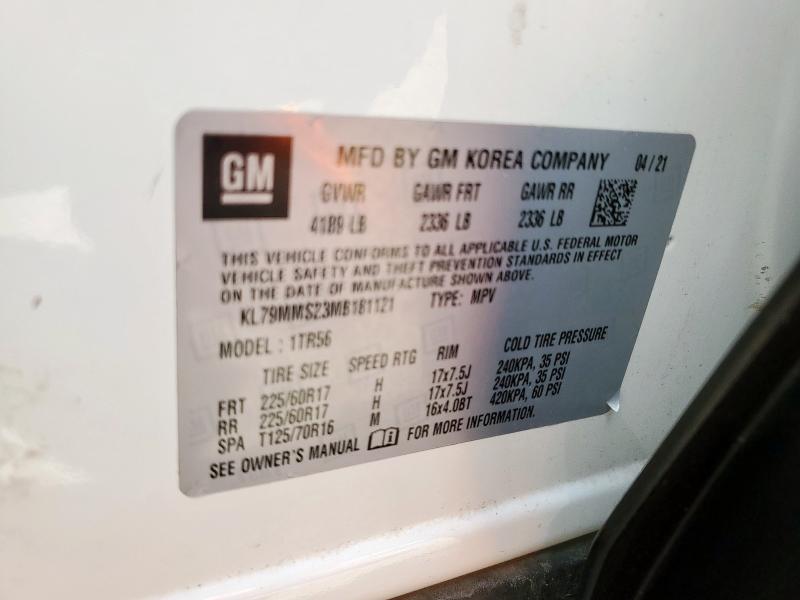 GM
MFD BY GM KOREA COMPANY 04/21
GVWR GAWR FRT GAWR RR
4189 LB 2336 LB 2336 LB
THIS VEHICLE CONFORMS TO ALL APPLICABLE U.S. FEDERAL MOTOR
VEHICLE SAFETY AND THEFT PREVENTION STANDARDS IN EFFECT
ON THE DATE OF MANUFACTURE SHOWN ABOVE.
KL79MMS23MB181121 TYPE: MPV
MODEL: 1TR56
TIRE SIZE SPEED RTG RIM COLD TIRE PRESSURE
FRT 225/60R17 H 17x7.5J 240KPA, 35 PSI
RR 225/60R17 H 17x7.5J 240KPA, 35 PSI
SPA T125/70R16 M 16x4.0BT 420KPA, 60 PSI
SEE OWNER'S MANUAL FOR MORE INFORMATION.